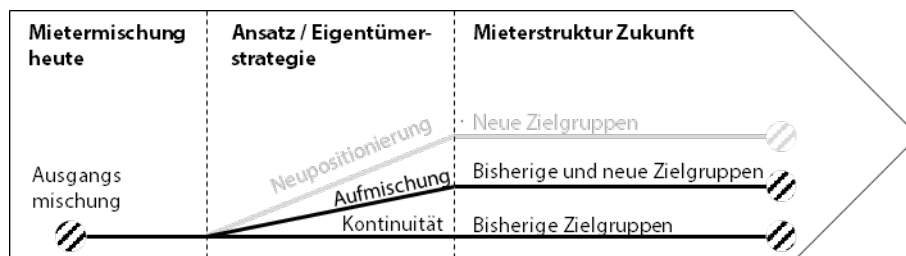 Mietermischung
heute
Ansatz / Eigentümer-
strategie
Mieterstruktur Zukunft
Neupositionierung
Neue Zielgruppen
Ausgangs
mischung
Aufmischung
Bisherige und neue Zielgruppen
Kontinuität
Bisherige Zielgruppen